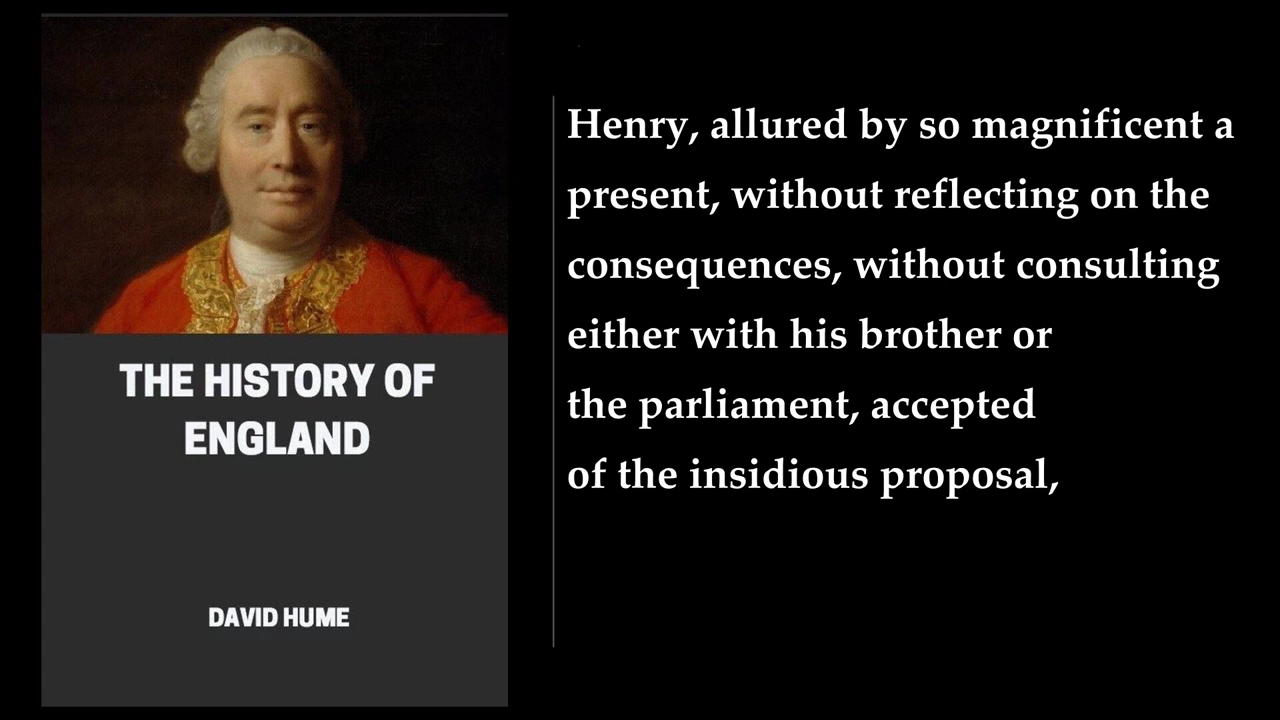 THE HISTORY OF
ENGLAND
DAVID HUME
Henry, allured by so magnificent a
present, without reflecting on the
consequences, without consulting
either with his brother or
the parliament, accepted
of the insidious proposal,